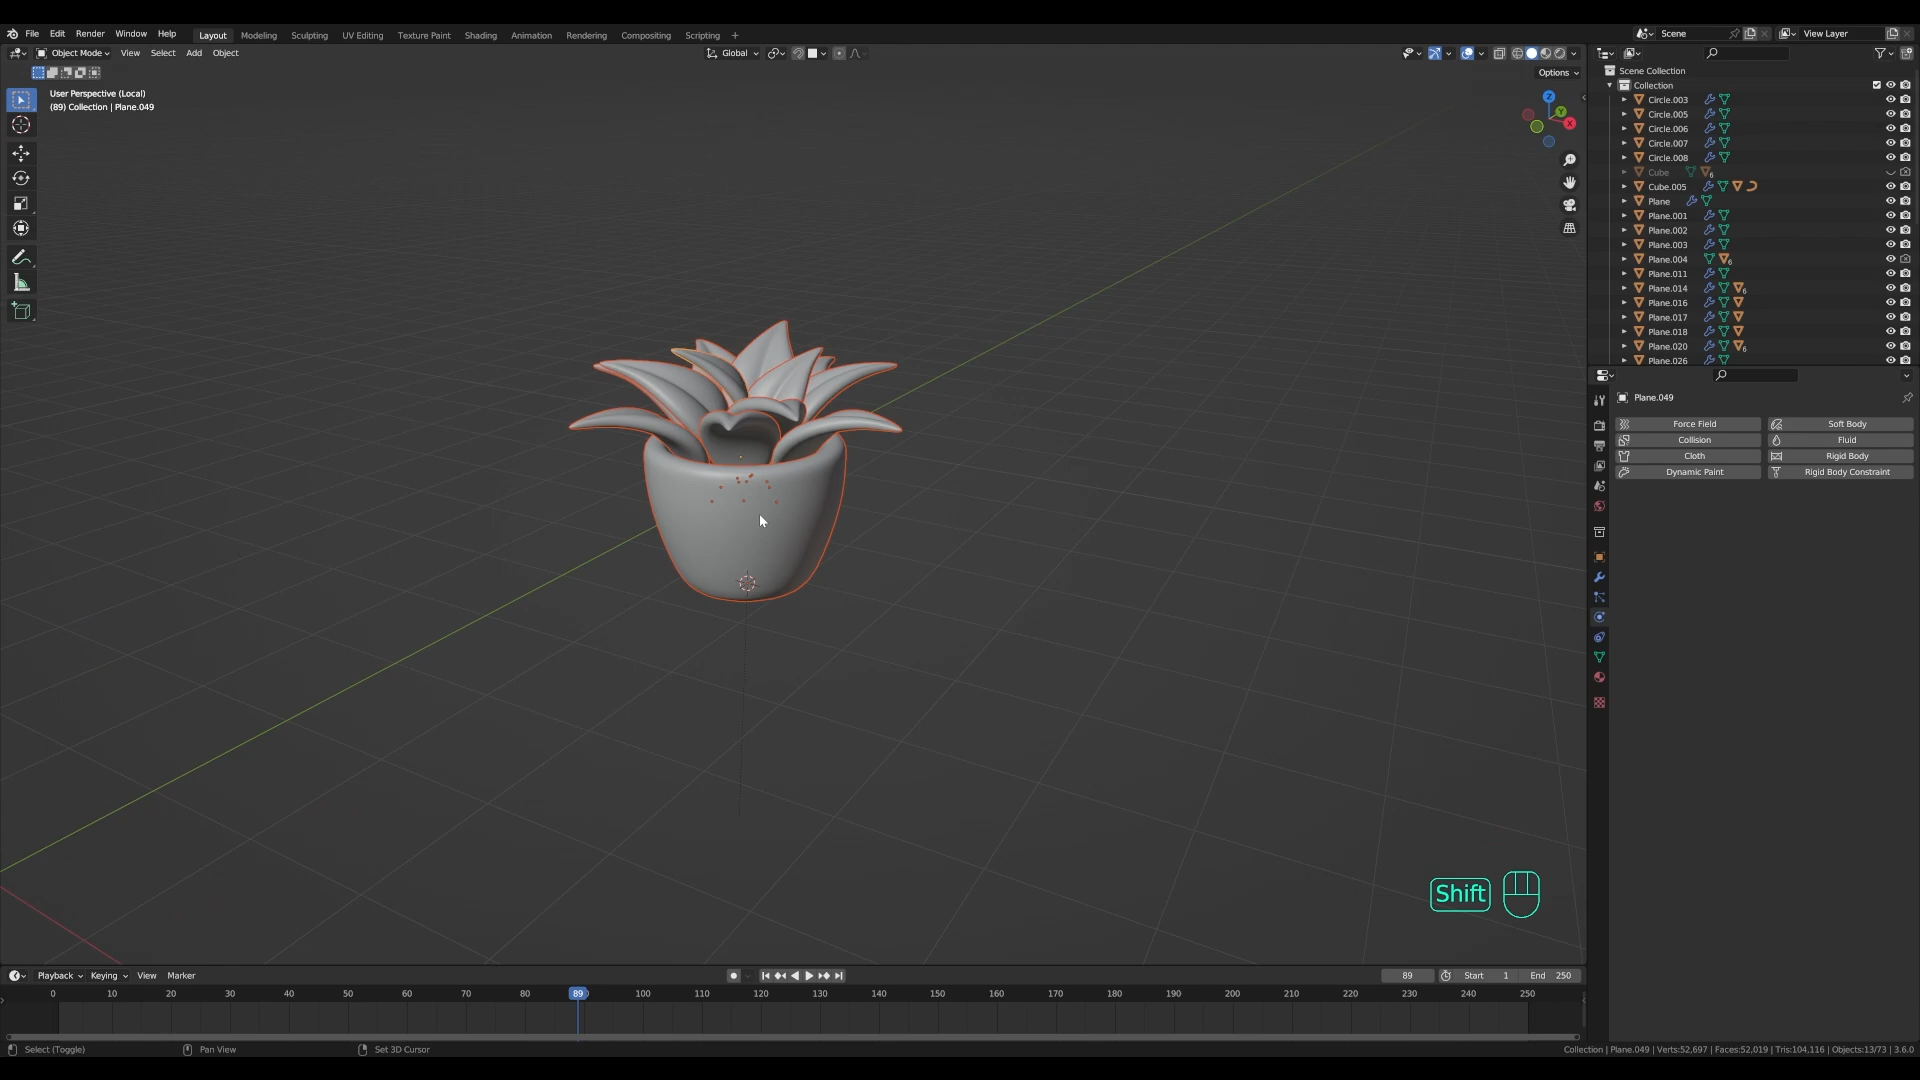 File Edit Render Window Help Layout Modeling Sculpting UV Editing Texture Paint Shading Animation Rendering Compositing Scripting + Scene View Layer
Object Mode View Select Add Object Global
Options
User Perspective (Local)
(89) Collection | Plane.049
Z
Y
X
Scene Collection
Collection
Circle.003
Circle.005
Circle.006
Circle.007
Circle.008
Cube 6
Cube.005
Plane
Plane.001
Plane.002
Plane.003
Plane.004 6
Plane.011
Plane.014 6
Plane.016
Plane.017
Plane.018
Plane.020 6
Plane.026
Plane.049
Force Field Soft Body
Collision Fluid
Cloth Rigid Body
Dynamic Paint Rigid Body Constraint
Shift
Playback Keying View Marker 89 Start 1 End 250
0 10 20 30 40 50 60 70 80 89 100 110 120 130 140 150 160 170 180 190 200 210 220 230 240 250
Select (Toggle) Pan View Set 3D Cursor Collection | Plane.049 | Verts:52,697 | Faces:52,019 | Tris:104,116 | Objects:13/73 | 3.6.0